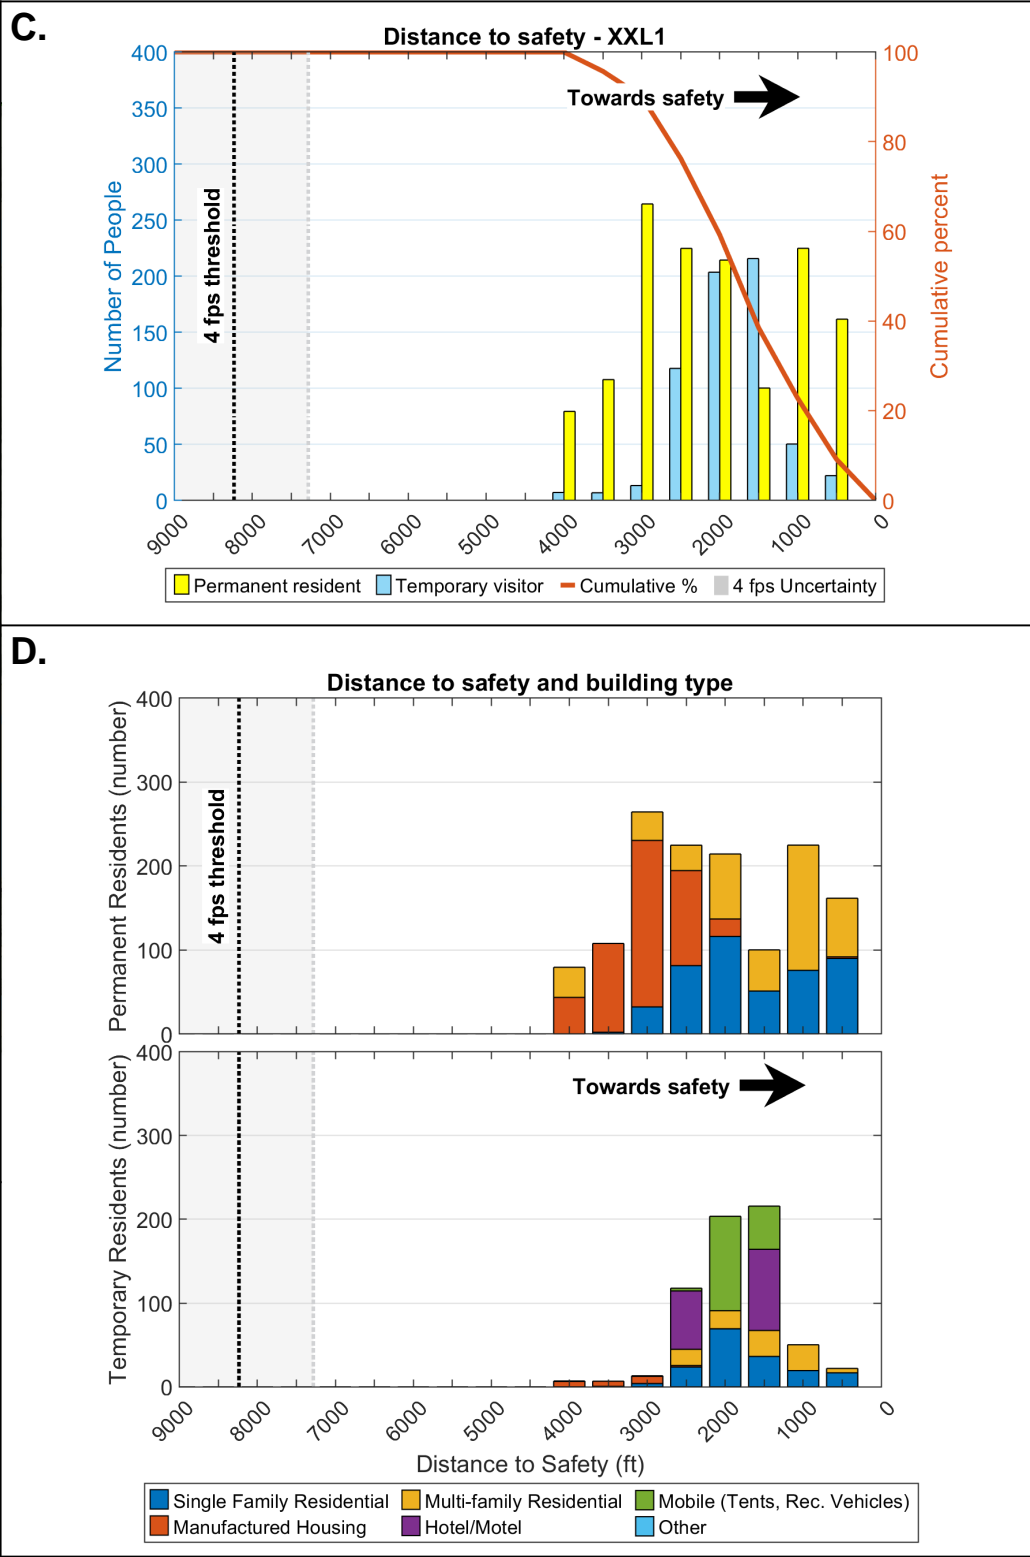 C.
Distance to safety - XXL1
400
350
300
250
200
150
100
50
0
Number of People
100
80
60
40
20
0
Cumulative percent
Towards safety
4 fps threshold
9000
8000
7000
6000
5000
4000
3000
2000
1000
0
Permanent resident Temporary visitor Cumulative % 4 fps Uncertainty
D.
Distance to safety and building type
400
300
200
100
0
Permanent Residents (number)
4 fps threshold
400
300
200
100
0
Temporary Residents (number)
Towards safety
9000
8000
7000
6000
5000
4000
3000
2000
1000
0
Distance to Safety (ft)
Single Family Residential Multi-family Residential Mobile (Tents, Rec. Vehicles)
Manufactured Housing Hotel/Motel Other